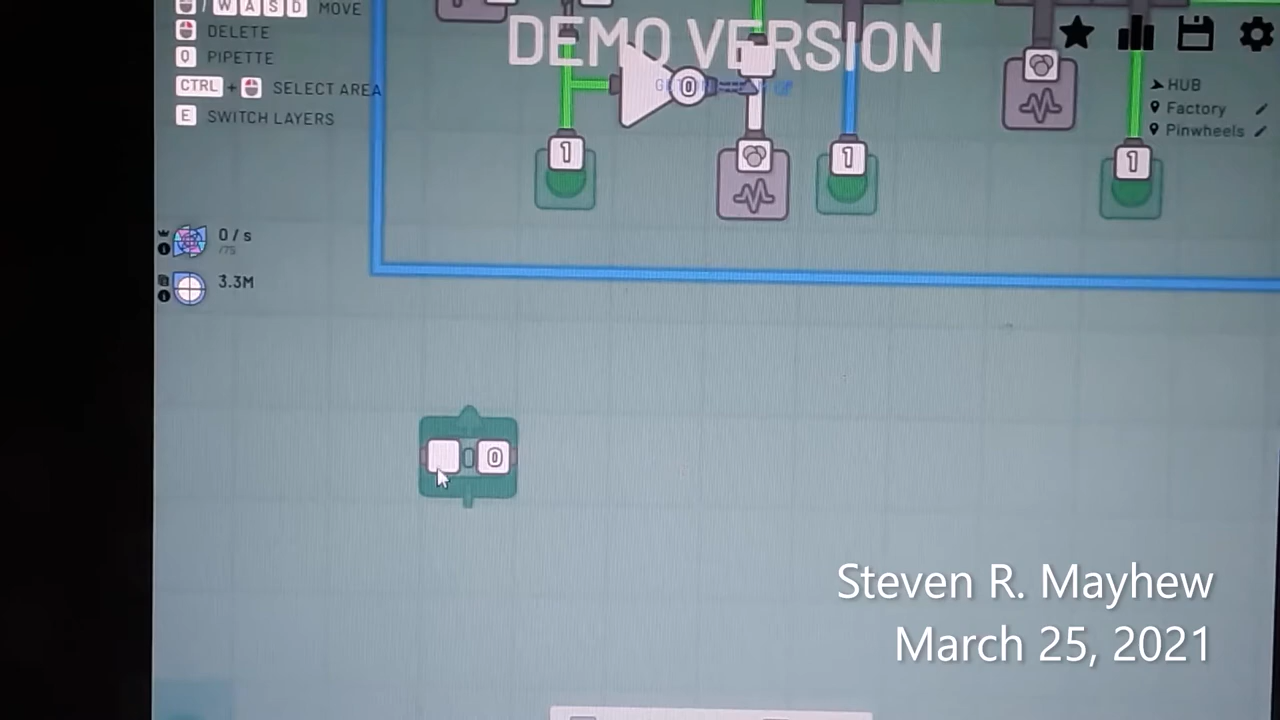 W A S D MOVE
DELETE
Q PIPETTE
CTRL + SELECT AREA
E SWITCH LAYERS
DEMO VERSION
HUB
Factory
Pinwheels
0
1
1
1
0 / s
/75
3.3M
0
Steven R. Mayhew
March 25, 2021